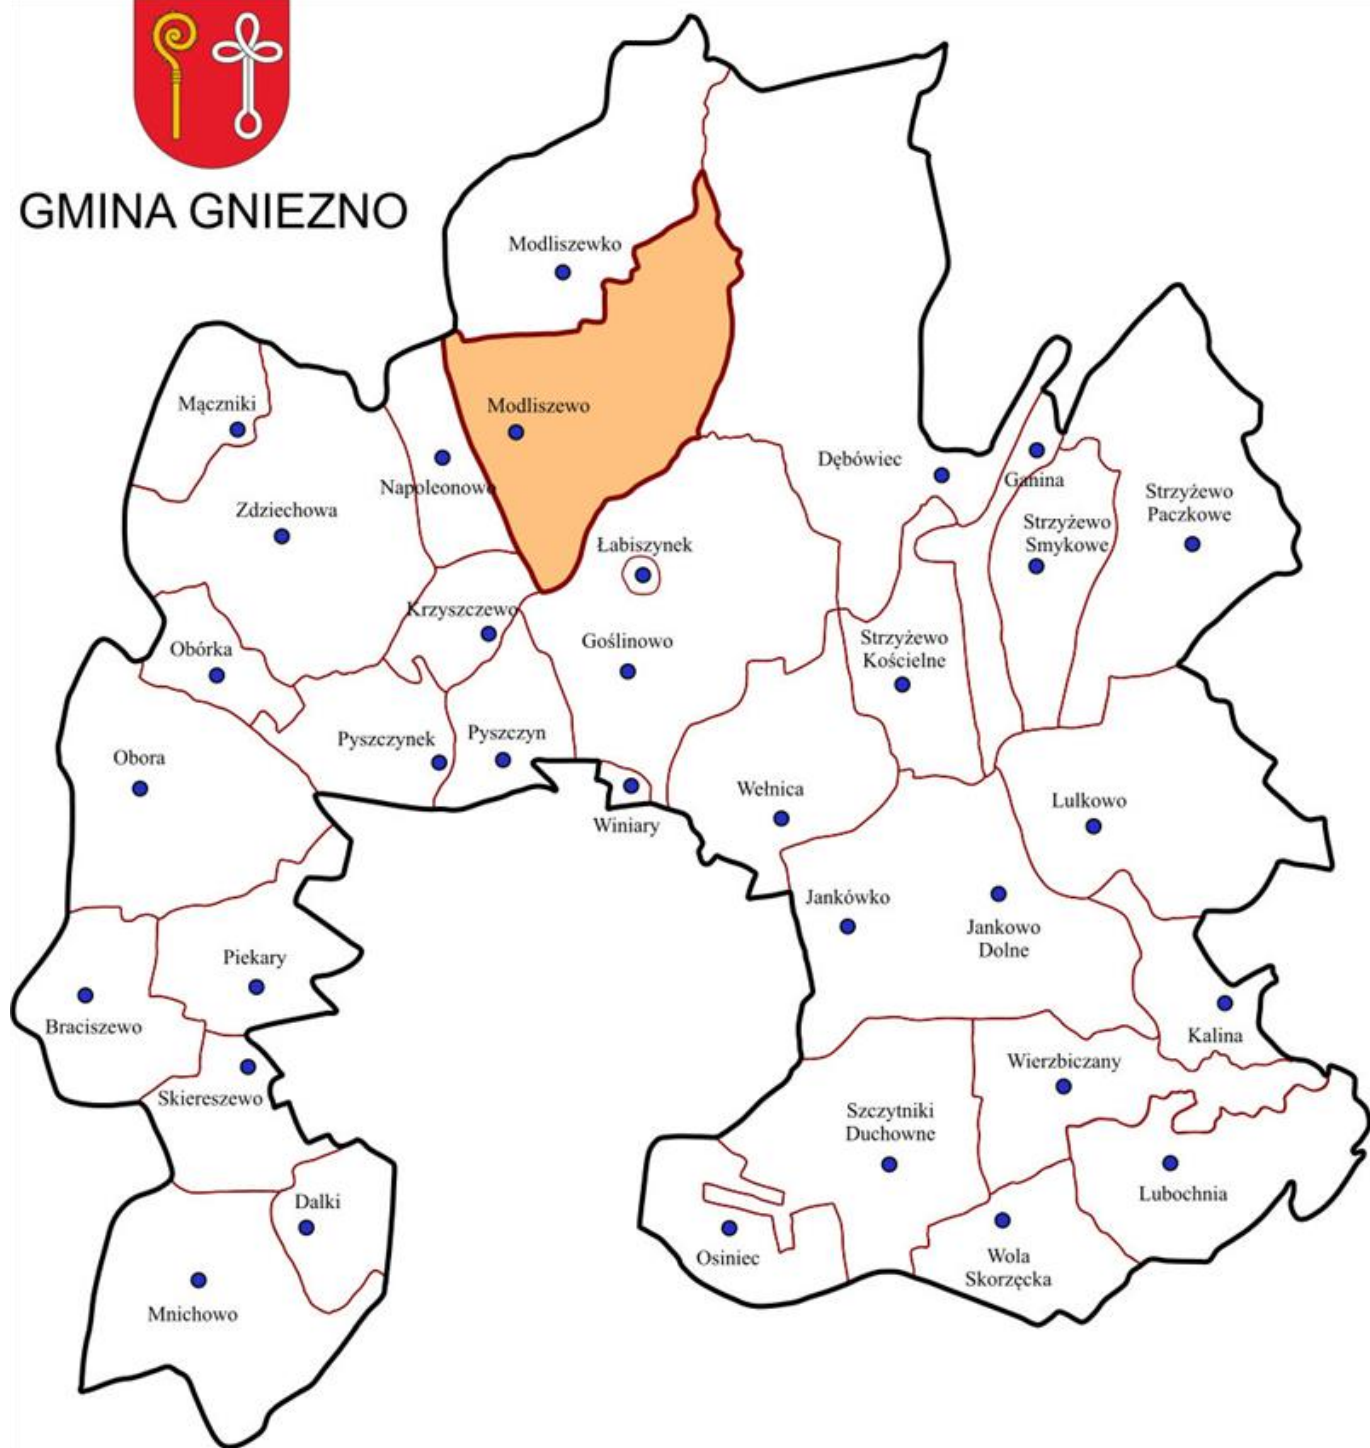 GMINA GNIEZNO
Modliszewko
Mączniki
Modliszewo
Dębówiec
Napoleonowo
Ganina
Zdziechowa
Strzyżewo
Paczkowe
Strzyżewo
Smykowe
Łabiszynek
Krzyszczewo
Obórka
Goślinowo
Strzyżewo
Kościelne
Pyszczynek
Pyszczyn
Obora
Wełnica
Lulkowo
Winiary
Jankówko
Jankowo
Dolne
Piekary
Braciszewo
Kalina
Skiereszewo
Wierzbiczany
Szczytniki
Duchowne
Dalki
Lubochnia
Osiniec
Wola
Skorzęcka
Mnichowo